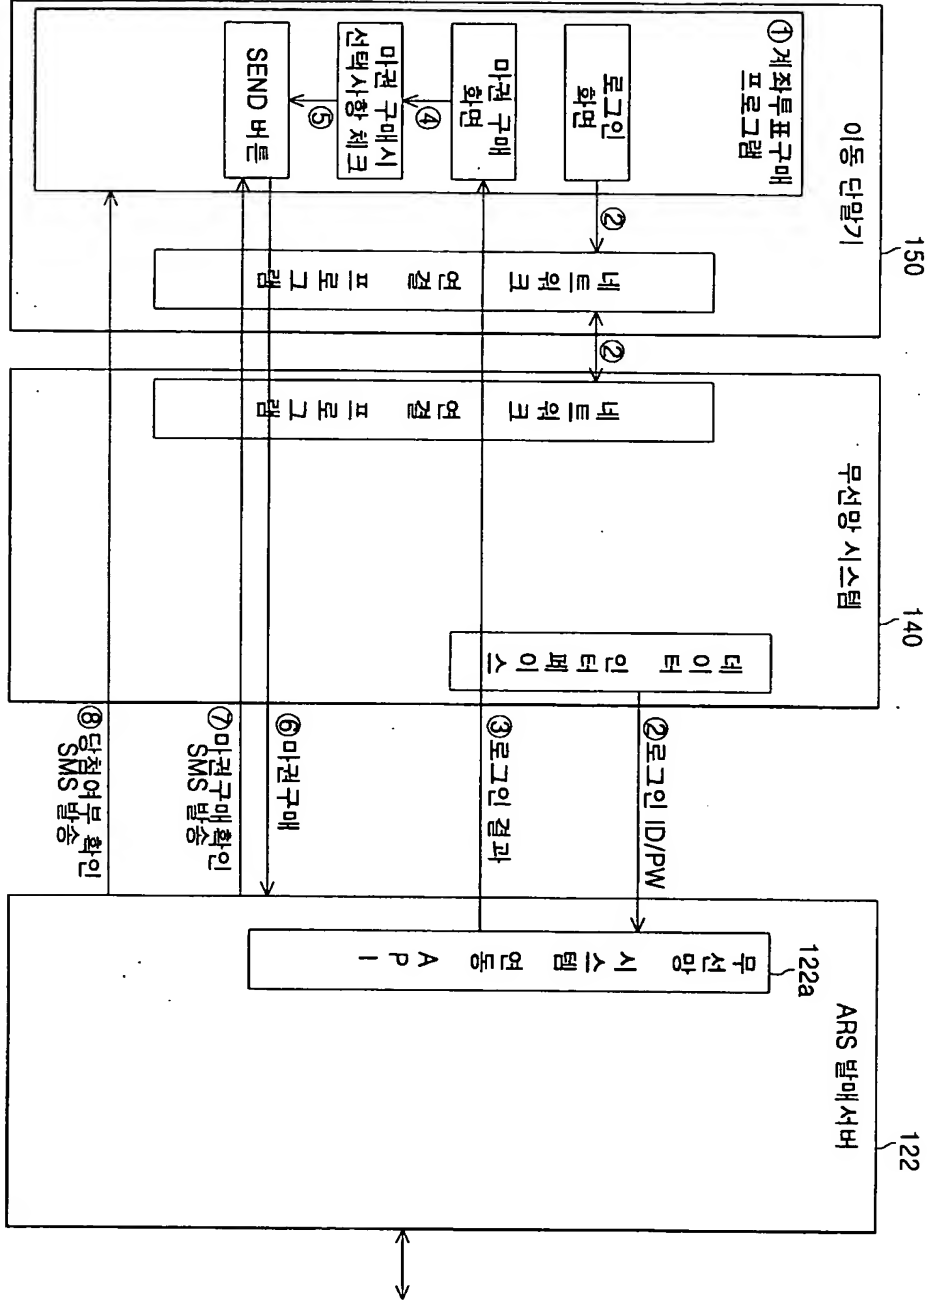 이동 단말기
150
①계좌투표구매
프로그램
로그인
화면
②
마권 구매
화면
④
마권 구매시
선택사항 체크
⑤
SEND 버튼
네트워크 연결 프로그램
②
무선망 시스템
140
네트워크 연결 프로그램
데이터 인터페이스
②로그인 ID/PW
③로그인 결과
⑥마권구매
⑦마권구매확인
SMS 발송
⑧당첨여부 확인
SMS 발송
ARS 발매서버
122
122a
무선망 시스템 연동 API